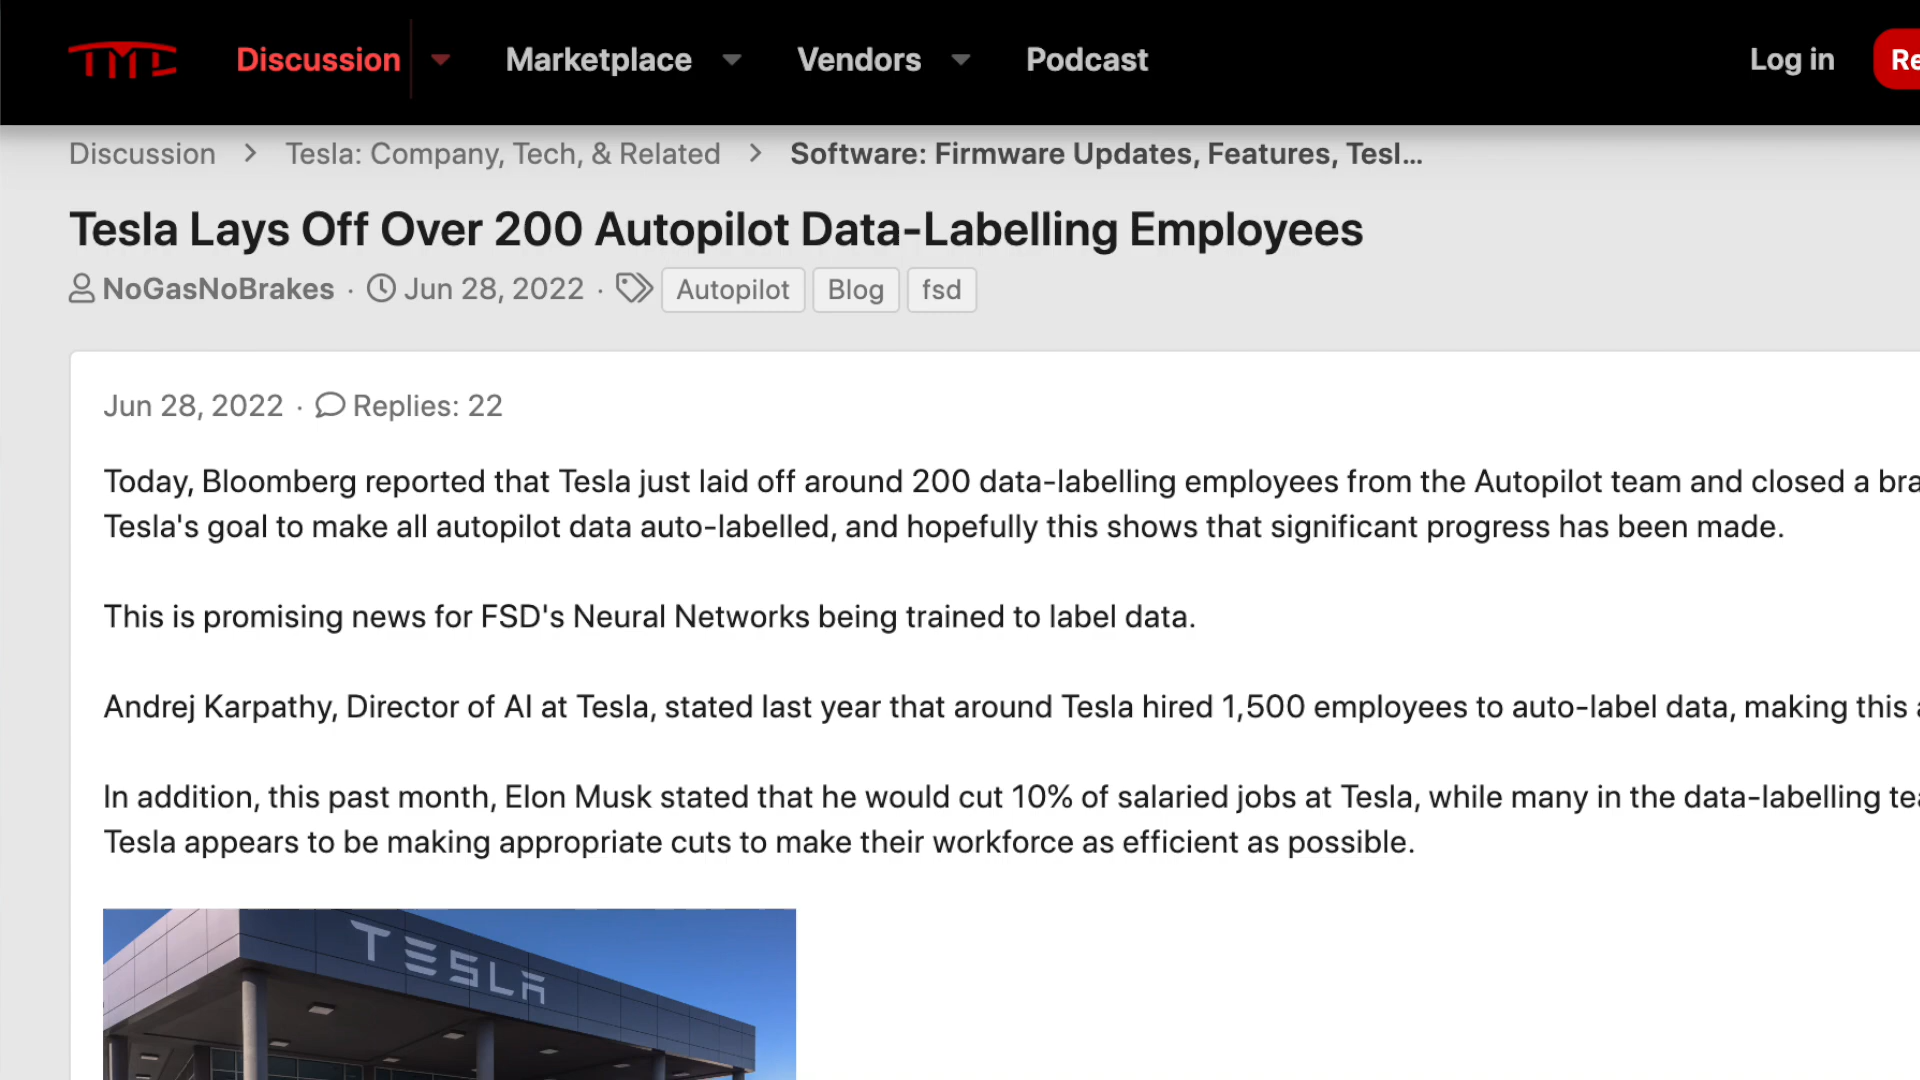 TMC Discussion Marketplace Vendors Podcast Log in
Discussion > Tesla: Company, Tech, & Related > Software: Firmware Updates, Features, Tesl...
Tesla Lays Off Over 200 Autopilot Data-Labelling Employees
NoGasNoBrakes · Jun 28, 2022 · Autopilot Blog fsd
Jun 28, 2022 · Replies: 22
Today, Bloomberg reported that Tesla just laid off around 200 data-labelling employees from the Autopilot team and closed a
Tesla's goal to make all autopilot data auto-labelled, and hopefully this shows that significant progress has been made.
This is promising news for FSD's Neural Networks being trained to label data.
Andrej Karpathy, Director of AI at Tesla, stated last year that around Tesla hired 1,500 employees to auto-label data, making this
In addition, this past month, Elon Musk stated that he would cut 10% of salaried jobs at Tesla, while many in the data-labelling
Tesla appears to be making appropriate cuts to make their workforce as efficient as possible.
TESLA